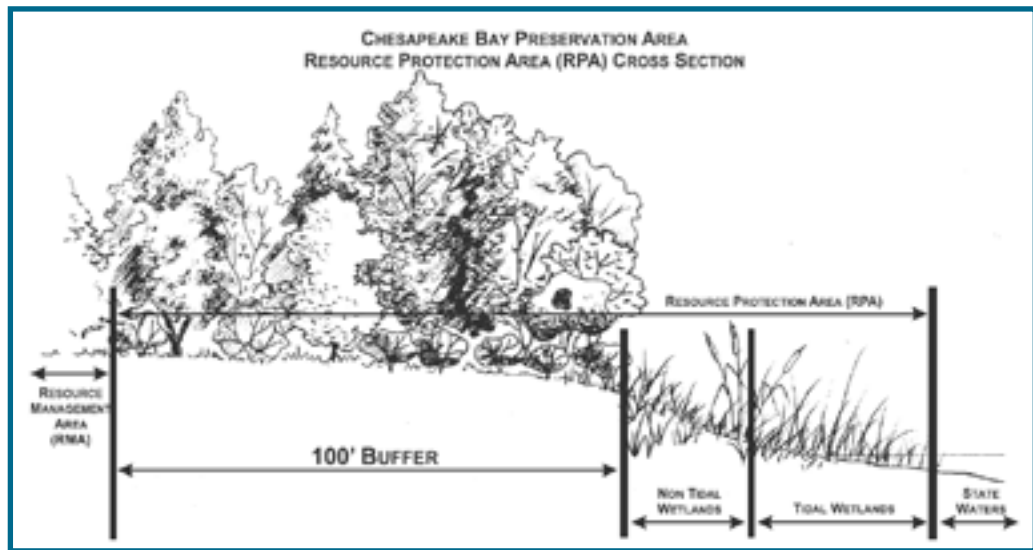 CHESAPEAKE BAY PRESERVATION AREA
RESOURCE PROTECTION AREA (RPA) CROSS SECTION
RESOURCE PROTECTION AREA (RPA)
RESOURCE
MANAGEMENT
AREA
(RMA)
100' BUFFER
NON TIDAL
WETLANDS
TIDAL WETLANDS
STATE
WATERS